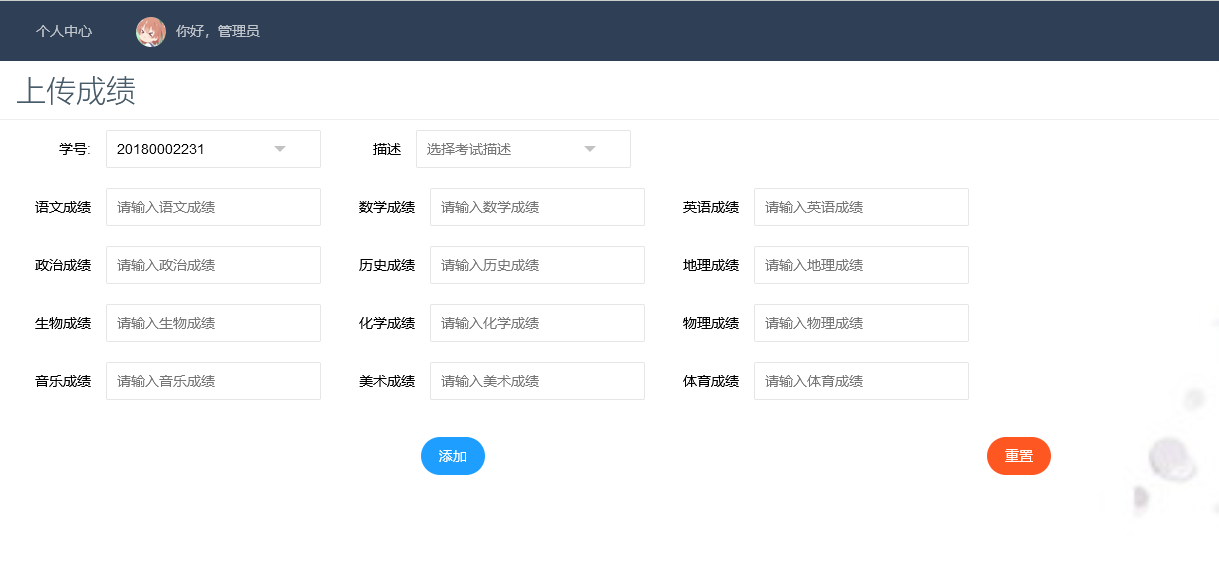 个人中心 你好，管理员
上传成绩
学号: 20180002231 描述 选择考试描述
语文成绩 请输入语文成绩 数学成绩 请输入数学成绩 英语成绩 请输入英语成绩
政治成绩 请输入政治成绩 历史成绩 请输入历史成绩 地理成绩 请输入地理成绩
生物成绩 请输入生物成绩 化学成绩 请输入化学成绩 物理成绩 请输入物理成绩
音乐成绩 请输入音乐成绩 美术成绩 请输入美术成绩 体育成绩 请输入体育成绩
添加 重置